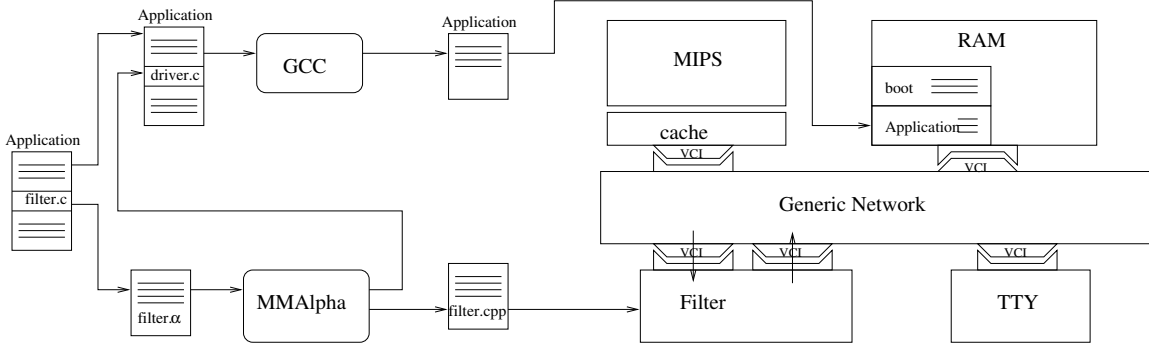 Application
Application
RAM
GCC
MIPS
driver.c
boot
Application
Application
cache
VCI
VCI
filter.c
Generic Network
VCI
VCI
VCI
MMAlpha
Filter
TTY
filter.α
filter.cpp